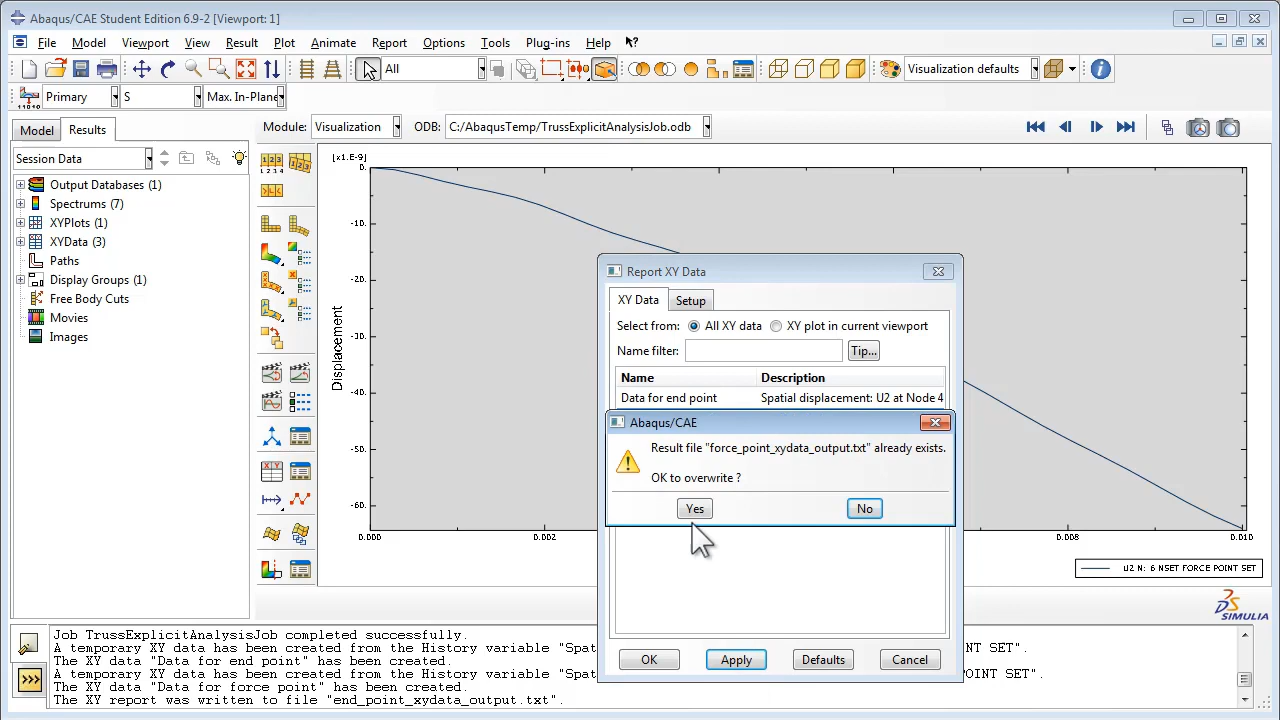 Abaqus/CAE Student Edition 6.9-2 [Viewport: 1]
File Model Viewport View Result Plot Animate Report Options Tools Plug-ins Help
All
Visualization defaults
Primary S Max. In-Plane
Model Results Module: Visualization ODB: C:/AbaqusTemp/TrussExplicitAnalysisJob.odb
Session Data
Output Databases (1)
Spectrums (7)
XYPlots (1)
XYData (3)
Paths
Display Groups (1)
Free Body Cuts
Movies
Images
[x1.E-9]
0.
-10.
-20.
-30.
-40.
-50.
-60.
Displacement
0.000 0.002 0.008 0.010
U2 N: 6 NSET FORCE POINT SET
Report XY Data
XY Data Setup
Select from: All XY data XY plot in current viewport
Name filter: Tip...
Name Description
Data for end point Spatial displacement: U2 at Node 4
Abaqus/CAE
Result file "force_point_xydata_output.txt" already exists.
OK to overwrite ?
Yes No
OK Apply Defaults Cancel
SIMULIA
Job TrussExplicitAnalysisJob completed successfully.
A temporary XY data has been created from the History variable "Spat INT SET".
The XY data "Data for end point" has been created.
A temporary XY data has been created from the History variable "Spat POINT SET".
The XY data "Data for force point" has been created.
The XY report was written to file "end_point_xydata_output.txt".